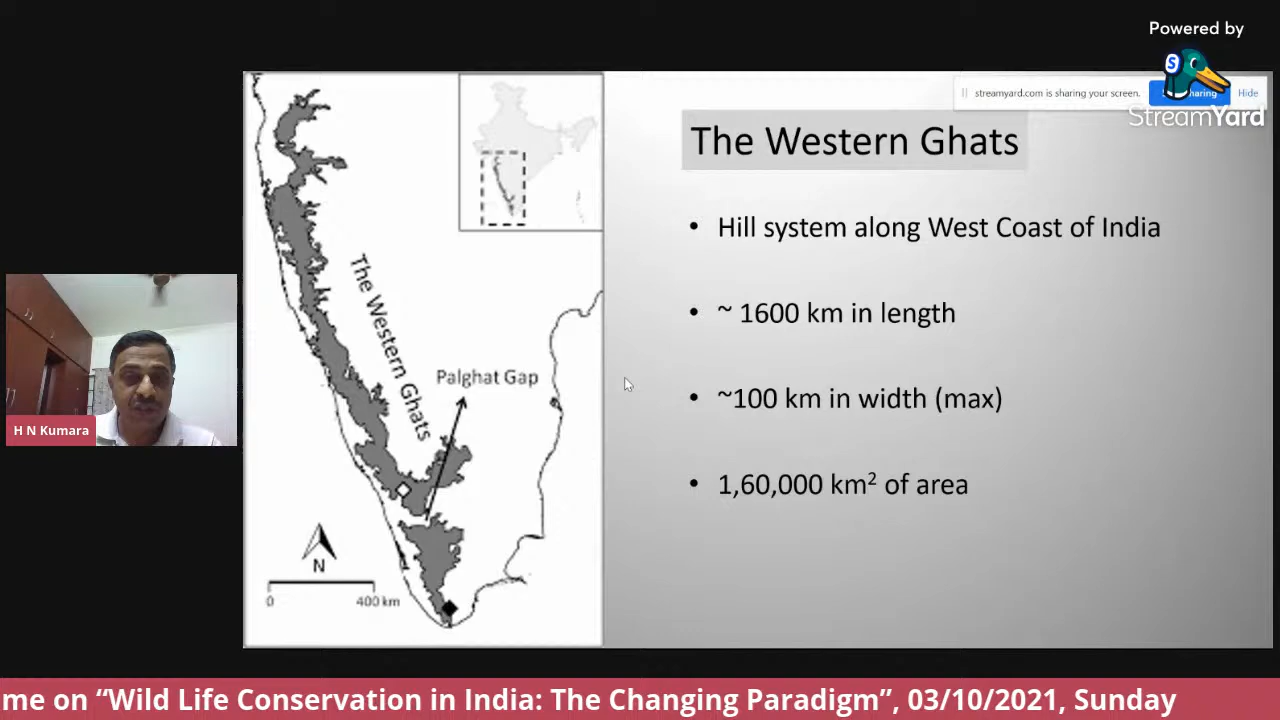 Powered by
StreamYard
streamyard.com is sharing your screen.
haring
Hide
The Western Ghats
• Hill system along West Coast of India
• ~ 1600 km in length
• ~100 km in width (max)
• 1,60,000 km² of area
The Western Ghats
Palghat Gap
N
0 400 km
H N Kumara
me on “Wild Life Conservation in India: The Changing Paradigm”, 03/10/2021, Sunday